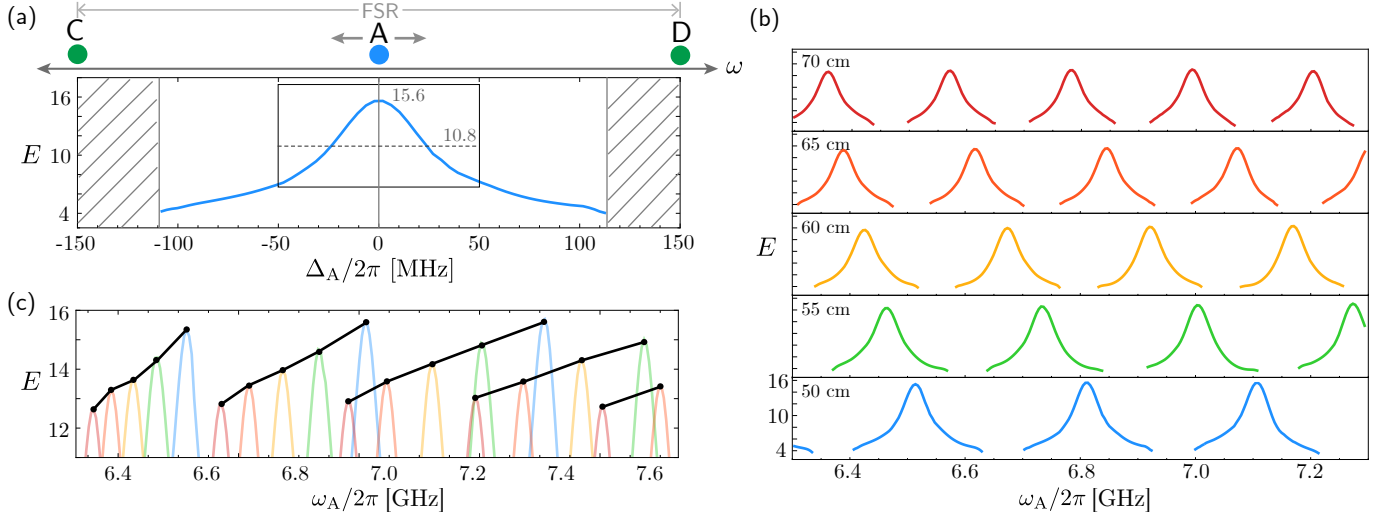 (a)
FSR
C
A
D
ω
16
15.6
10.8
E
10
4
-150
-100
-50
0
50
100
150
Δ_A/2π [MHz]
(b)
70 cm
65 cm
60 cm
E
55 cm
50 cm
16
10
4
6.4
6.6
6.8
7.0
7.2
ω_A/2π [GHz]
(c)
16
E
14
12
6.4
6.6
6.8
7.0
7.2
7.4
7.6
ω_A/2π [GHz]